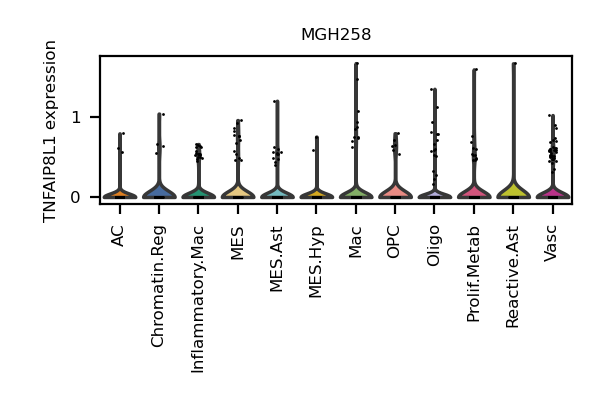 MGH258
TNFAIP8L1 expression
1
0
AC
Chromatin.Reg
Inflammatory.Mac
MES
MES.Ast
MES.Hyp
Mac
OPC
Oligo
Prolif.Metab
Reactive.Ast
Vasc